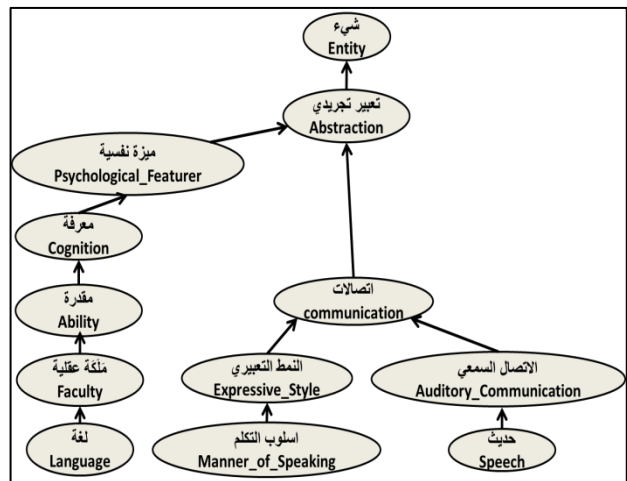 شيء
Entity
تعبير تجريدي
Abstraction
ميزة نفسية
Psychological_Featurer
معرفة
Cognition
اتصالات
communication
مقدرة
Ability
النمط التعبيري
Expressive_Style
الاتصال السمعي
Auditory_Communication
مَلَكَة عقلية
Faculty
اسلوب التكلم
Manner_of_Speaking
حديث
Speech
لغة
Language